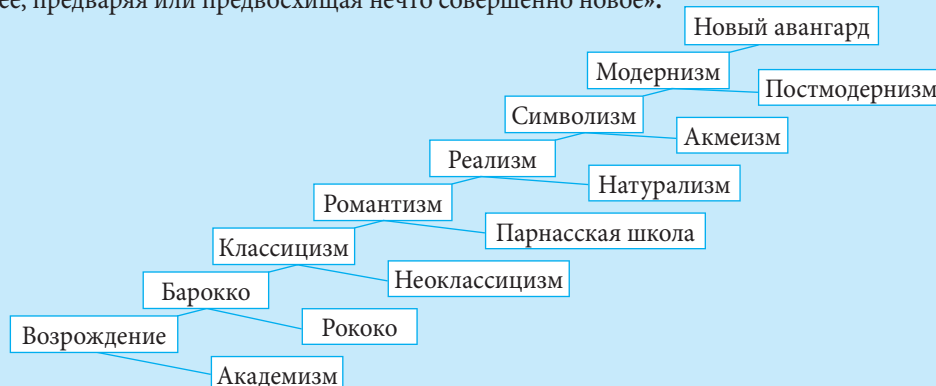 ее, предваряя или предвосхищая нечто совершенно новое».
Новый авангард
Модернизм
Постмодернизм
Символизм
Акмеизм
Реализм
Натурализм
Романтизм
Парнасская школа
Классицизм
Неоклассицизм
Барокко
Рококо
Возрождение
Академизм